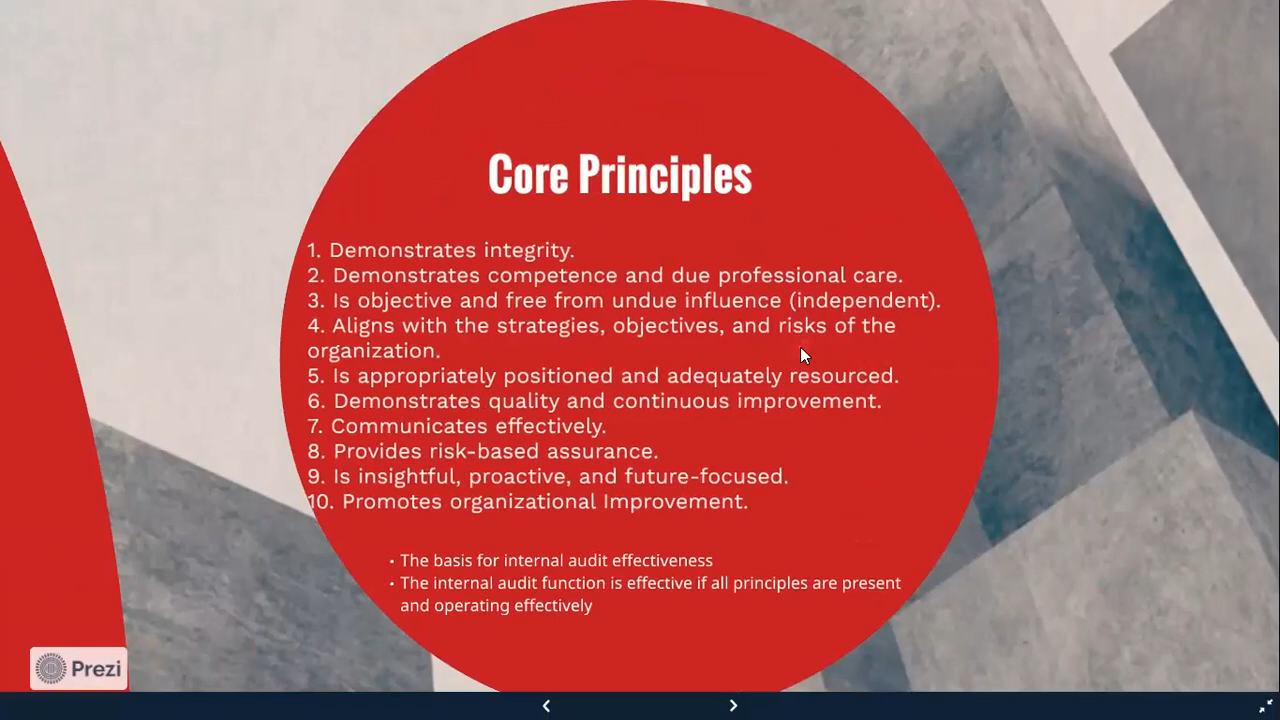 Core Principles
1. Demonstrates integrity.
2. Demonstrates competence and due professional care.
3. Is objective and free from undue influence (independent).
4. Aligns with the strategies, objectives, and risks of the
organization.
5. Is appropriately positioned and adequately resourced.
6. Demonstrates quality and continuous improvement.
7. Communicates effectively.
8. Provides risk-based assurance.
9. Is insightful, proactive, and future-focused.
10. Promotes organizational Improvement.
• The basis for internal audit effectiveness
• The internal audit function is effective if all principles are present
and operating effectively
Prezi